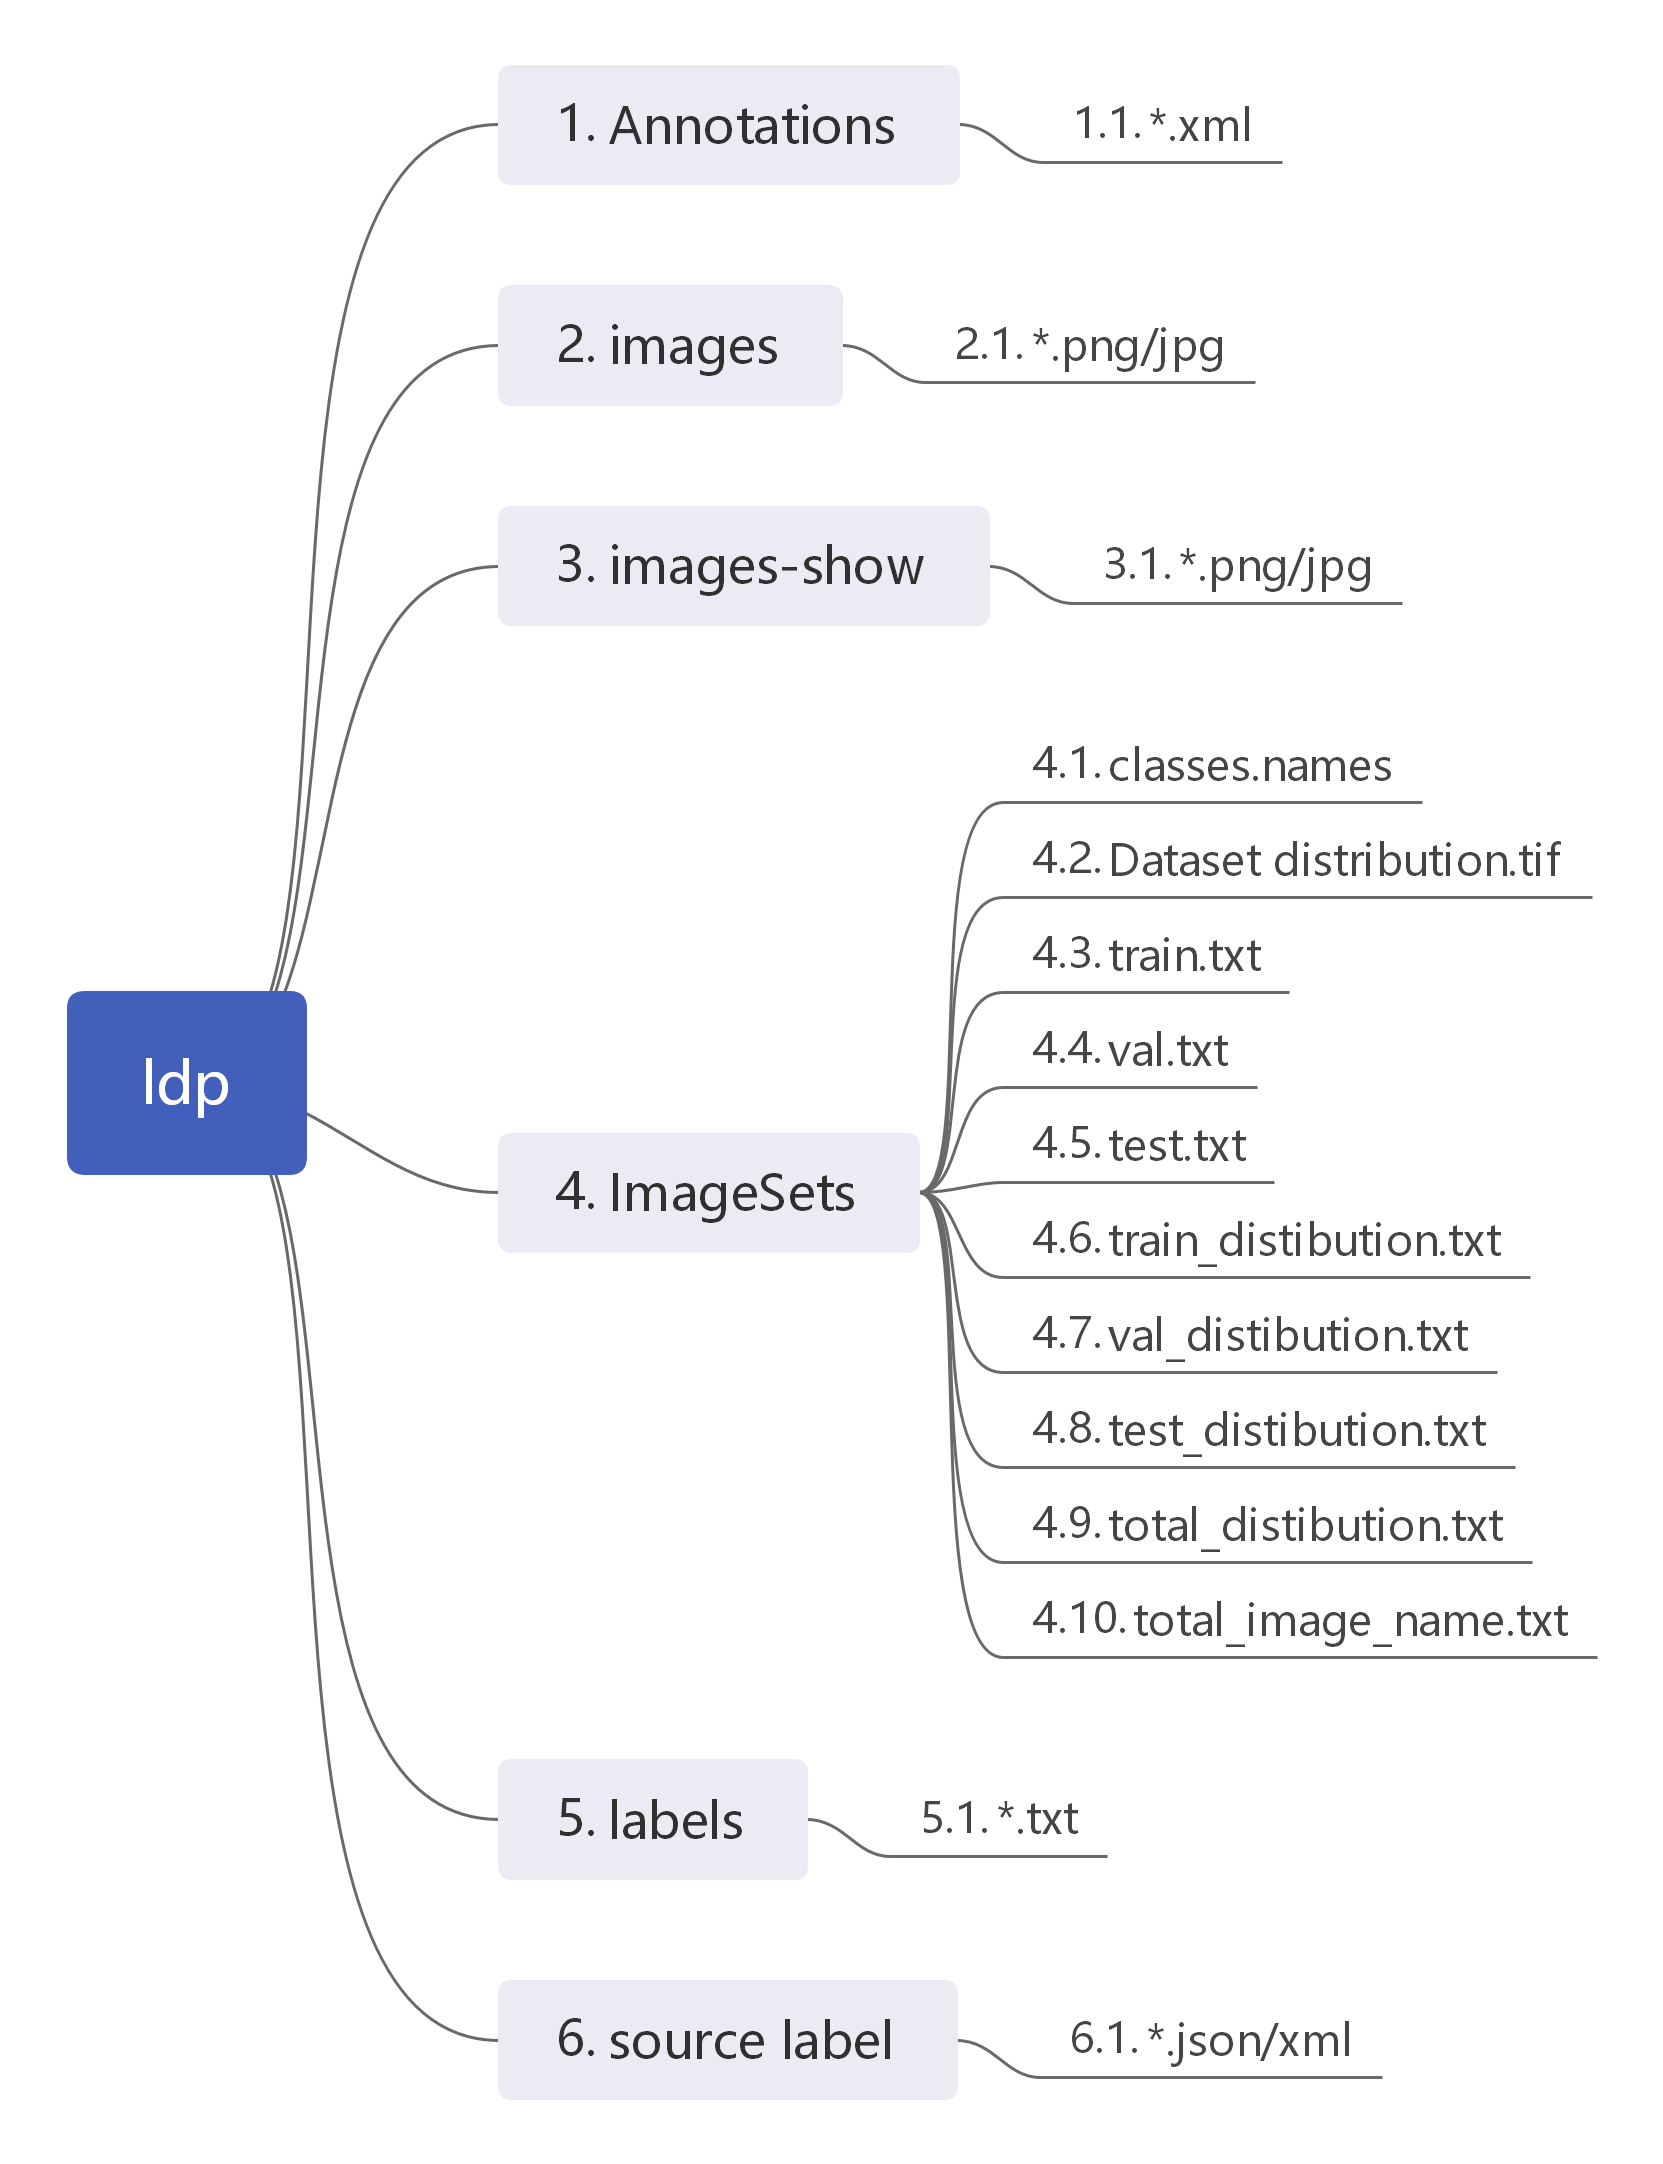 1. Annotations
1.1. *.xml
2. images
2.1. *.png/jpg
3. images-show
3.1. *.png/jpg
ldp
4. ImageSets
4.1. classes.names
4.2. Dataset distribution.tif
4.3. train.txt
4.4. val.txt
4.5. test.txt
4.6. train_distibution.txt
4.7. val_distibution.txt
4.8. test_distibution.txt
4.9. total_distibution.txt
4.10. total_image_name.txt
5. labels
5.1. *.txt
6. source label
6.1. *.json/xml